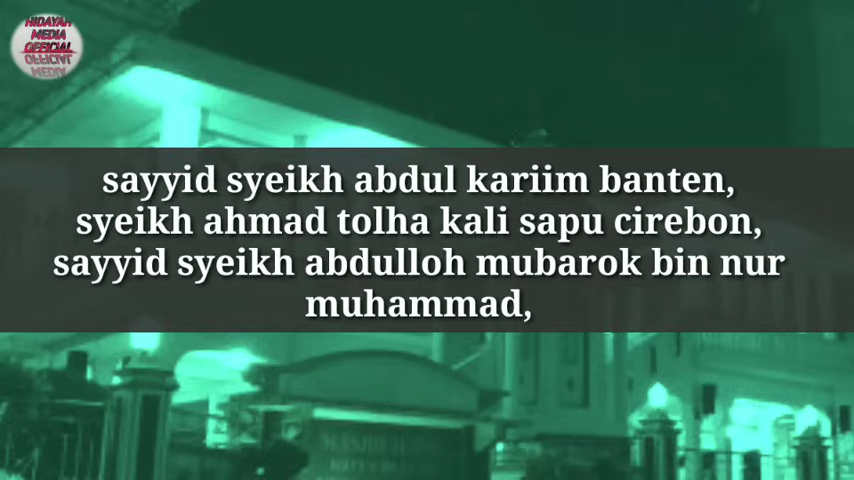 HIDAYAH
MEDIA
OFFICIAL
sayyid syeikh abdul kariim banten,
syeikh ahmad tolha kali sapu cirebon,
sayyid syeikh abdulloh mubarok bin nur
muhammad,